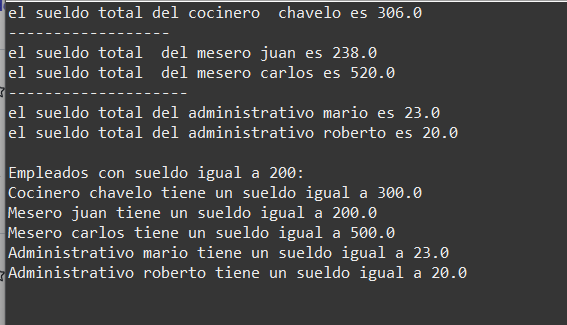 el sueldo total del cocinero  chavelo es 306.0
------------------
el sueldo total  del mesero juan es 238.0
el sueldo total  del mesero carlos es 520.0
--------------------
el sueldo total del administrativo mario es 23.0
el sueldo total del administrativo roberto es 20.0

Empleados con sueldo igual a 200:
Cocinero chavelo tiene un sueldo igual a 300.0
Mesero juan tiene un sueldo igual a 200.0
Mesero carlos tiene un sueldo igual a 500.0
Administrativo mario tiene un sueldo igual a 23.0
Administrativo roberto tiene un sueldo igual a 20.0